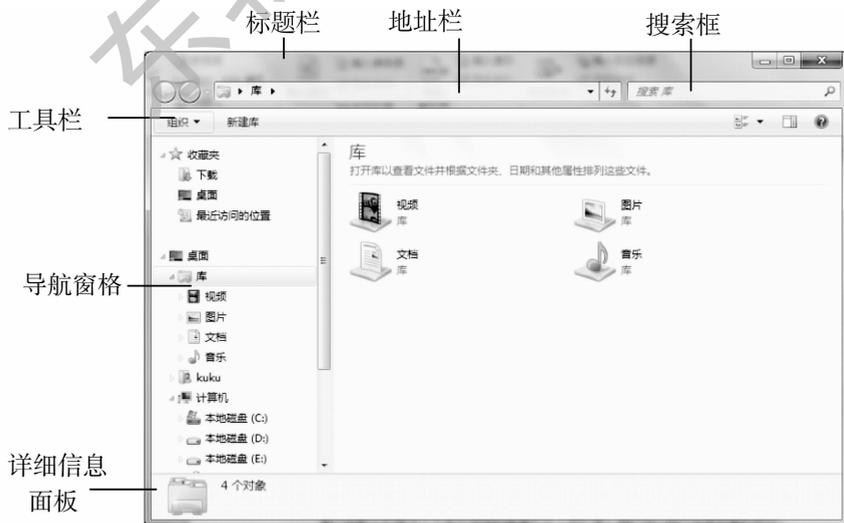 标题栏
地址栏
搜索框
库
搜索 库
工具栏
组织
新建库
收藏夹
下载
桌面
最近访问的位置
桌面
导航窗格
库
视频
图片
文档
音乐
kuku
计算机
本地磁盘 (C:)
本地磁盘 (D:)
本地磁盘 (E:)
库
打开库以查看文件并根据文件夹、日期和其他属性排列这些文件。
视频
库
图片
库
文档
库
音乐
库
详细信息
面板
4 个对象